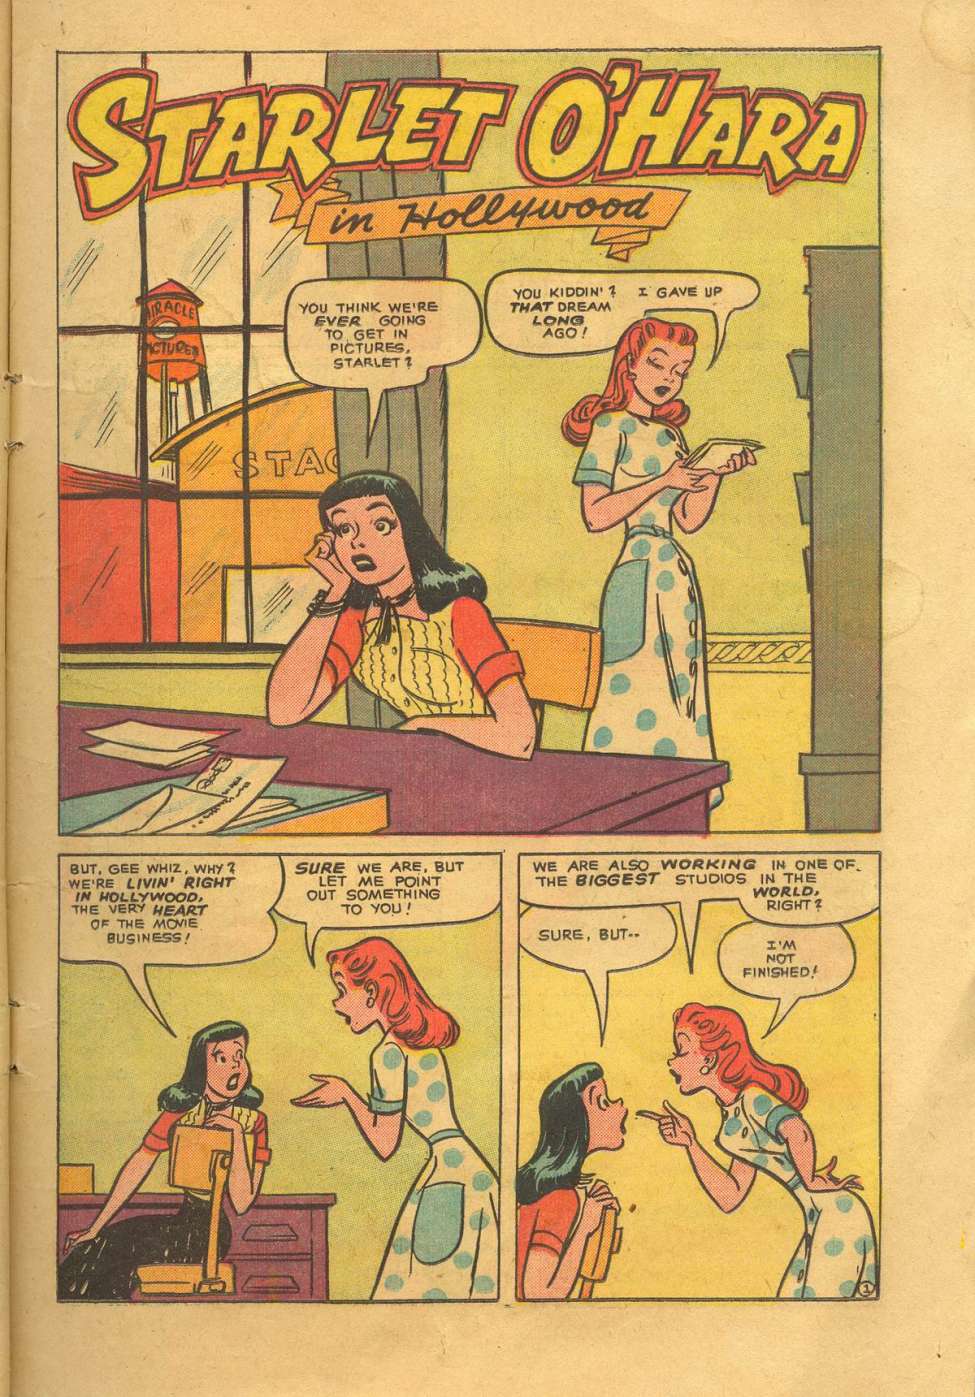 STARLET O'HARA
in Hollywood
MIRACLE
PICTURES
STAG
YOU THINK WE'RE
EVER GOING
TO GET IN
PICTURES,
STARLET?
YOU KIDDIN'? I GAVE UP
THAT DREAM
LONG
AGO!
BUT, GEE WHIZ, WHY?
WE'RE LIVIN' RIGHT
IN HOLLYWOOD,
THE VERY HEART
OF THE MOVIE
BUSINESS!
SURE WE ARE, BUT
LET ME POINT
OUT SOMETHING
TO YOU!
WE ARE ALSO WORKING IN ONE OF
THE BIGGEST STUDIOS IN THE
WORLD,
RIGHT?
SURE, BUT--
I'M
NOT
FINISHED!
1